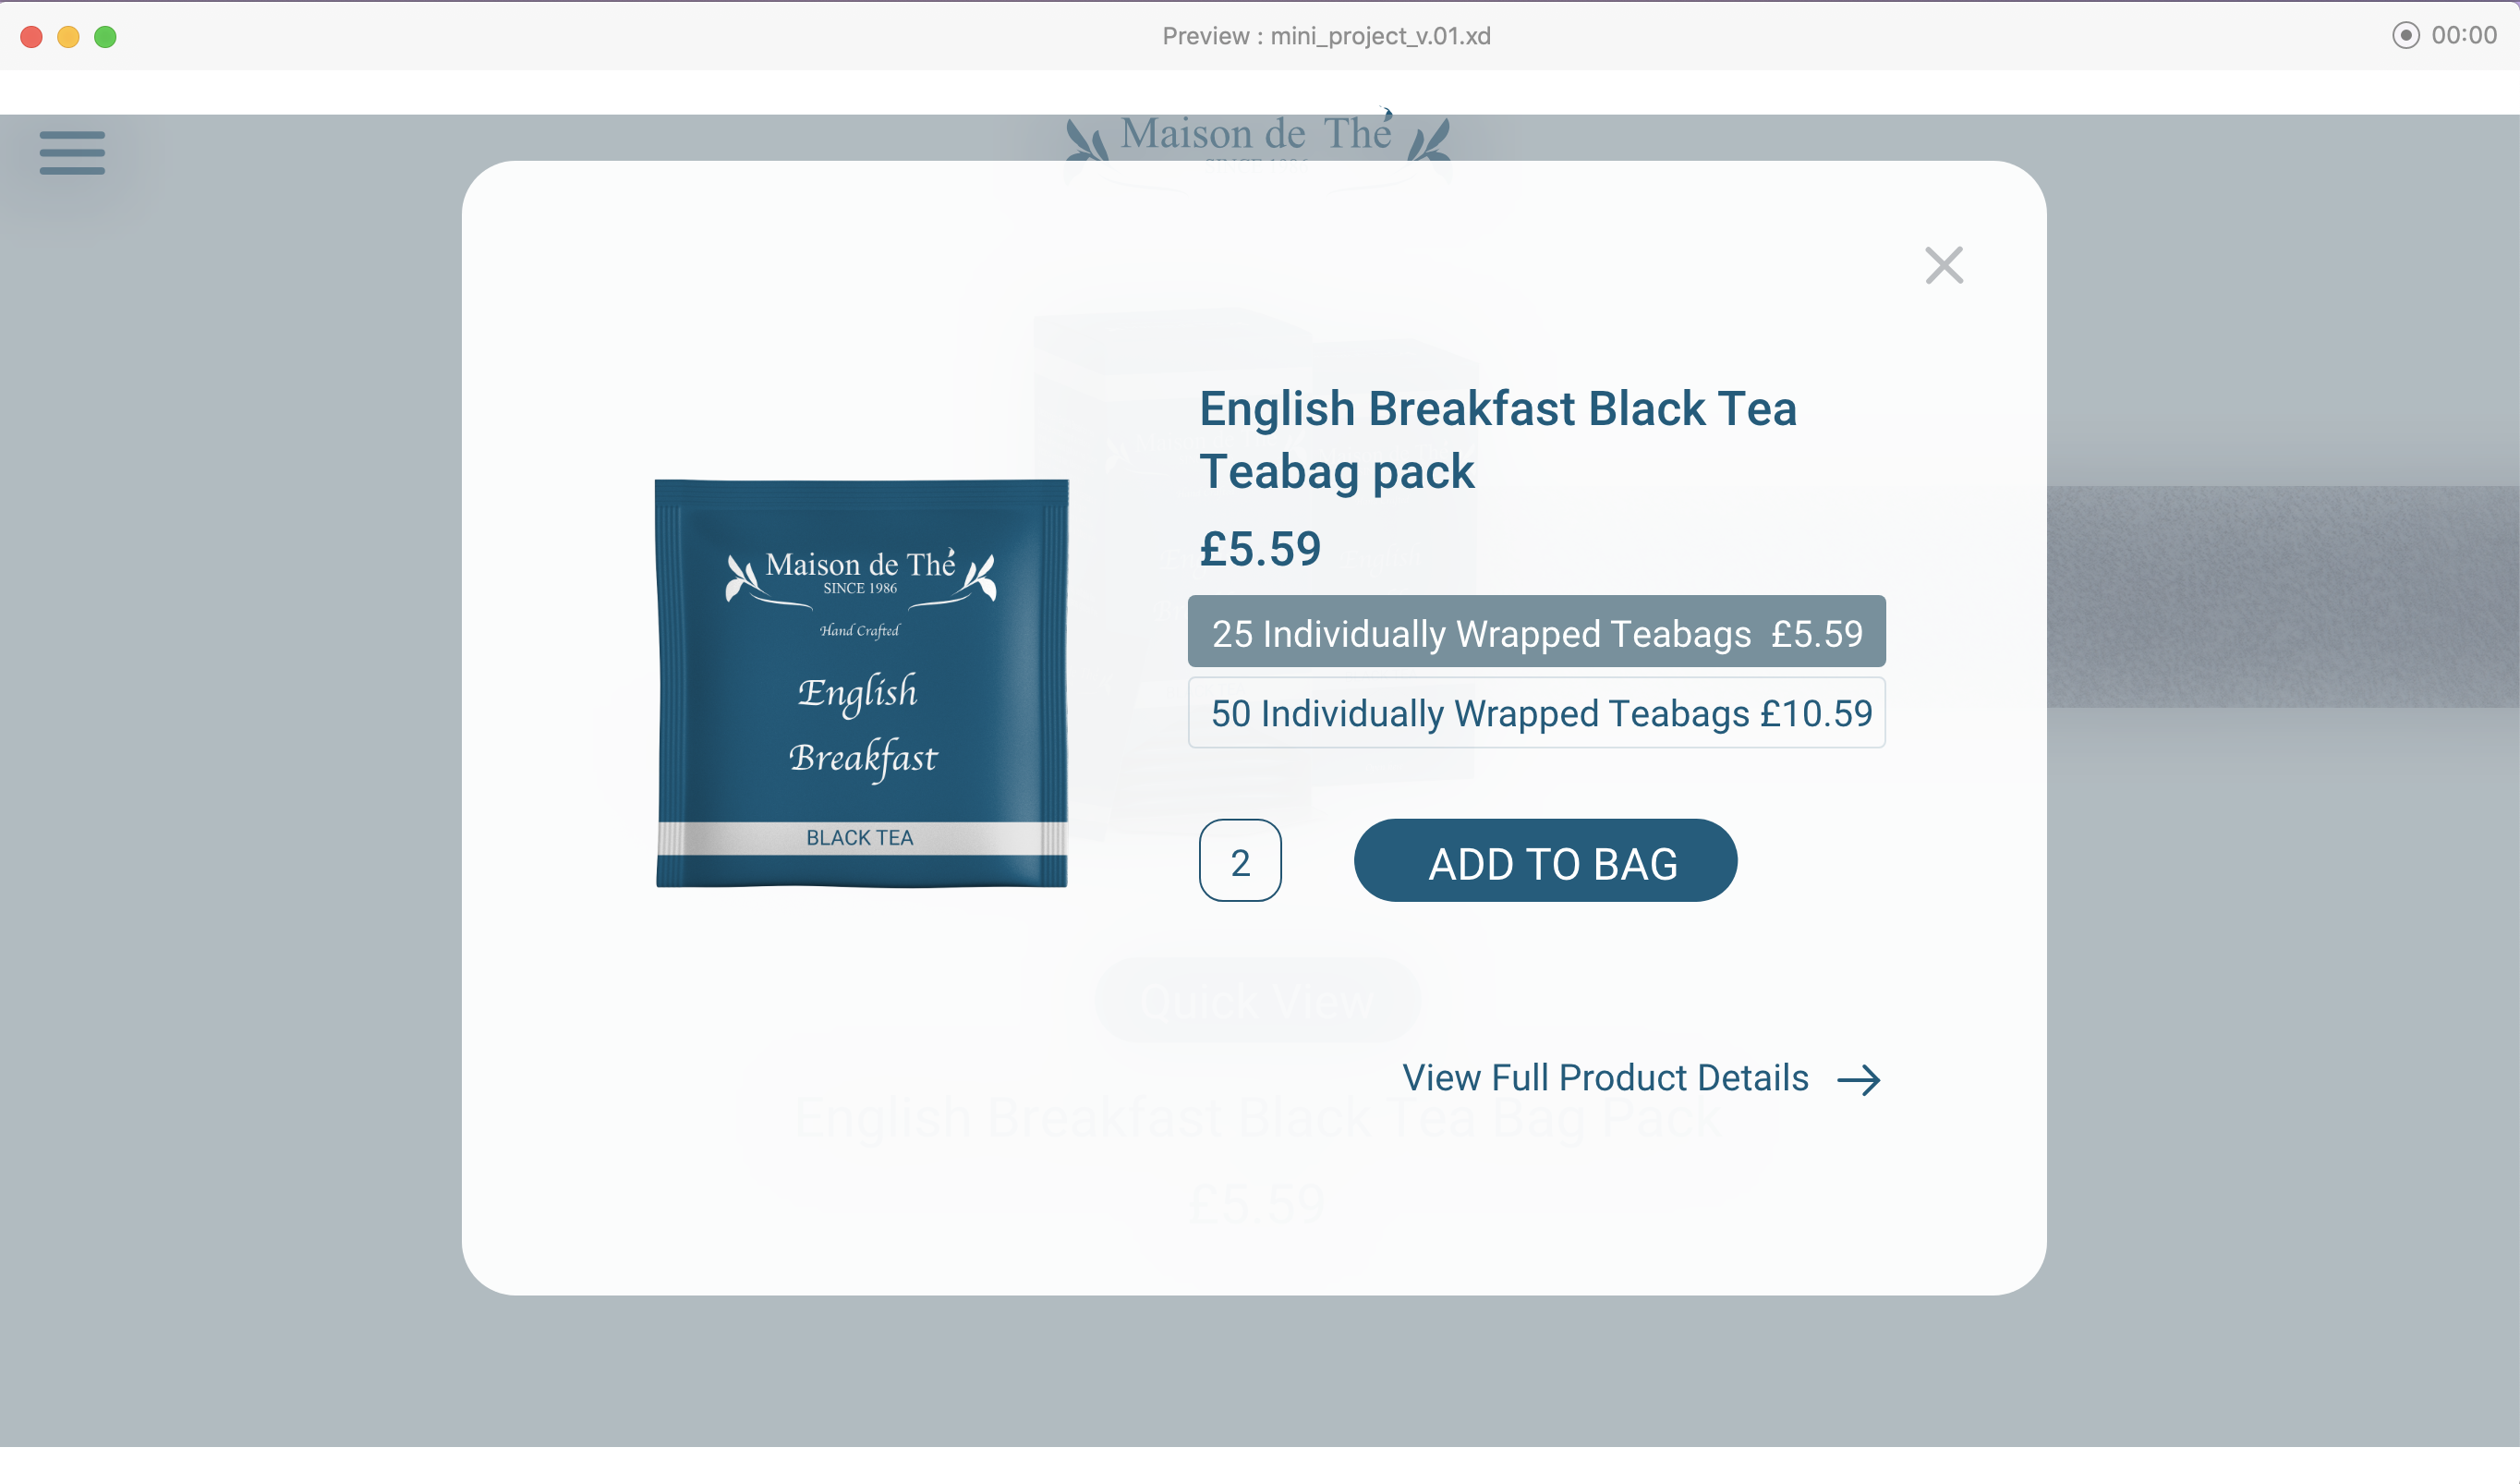 Preview : mini_project_v.01.xd
00:00
Maison de Thé
SINCE 1986
English Breakfast Black Tea
Teabag pack
£5.59
25 Individually Wrapped Teabags £5.59
50 Individually Wrapped Teabags £10.59
2
ADD TO BAG
View Full Product Details
Maison de Thé
SINCE 1986
Hand Crafted
English
Breakfast
BLACK TEA
Quick View
English Breakfast Black Tea Bag Pack
£5.59